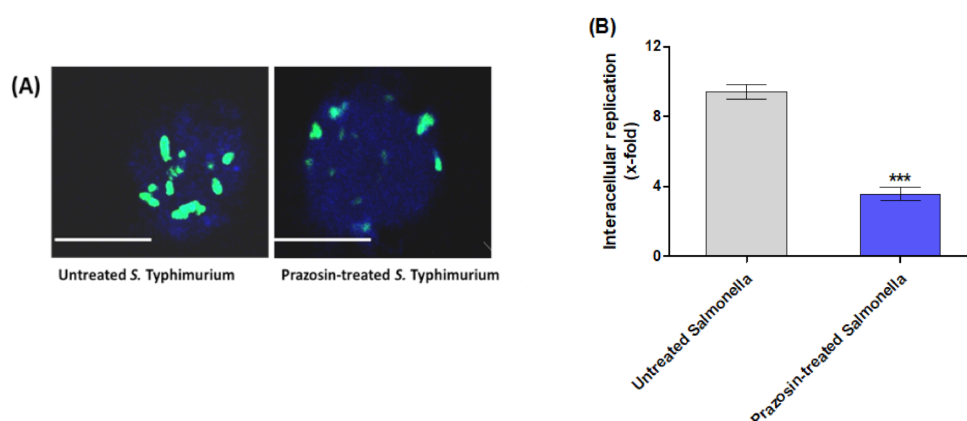 (A)
Untreated S. Typhimurium
Prazosin-treated S. Typhimurium
(B)
Interacellular replication
(x-fold)
12
8
4
0
***
Untreated Salmonella
Prazosin-treated Salmonella